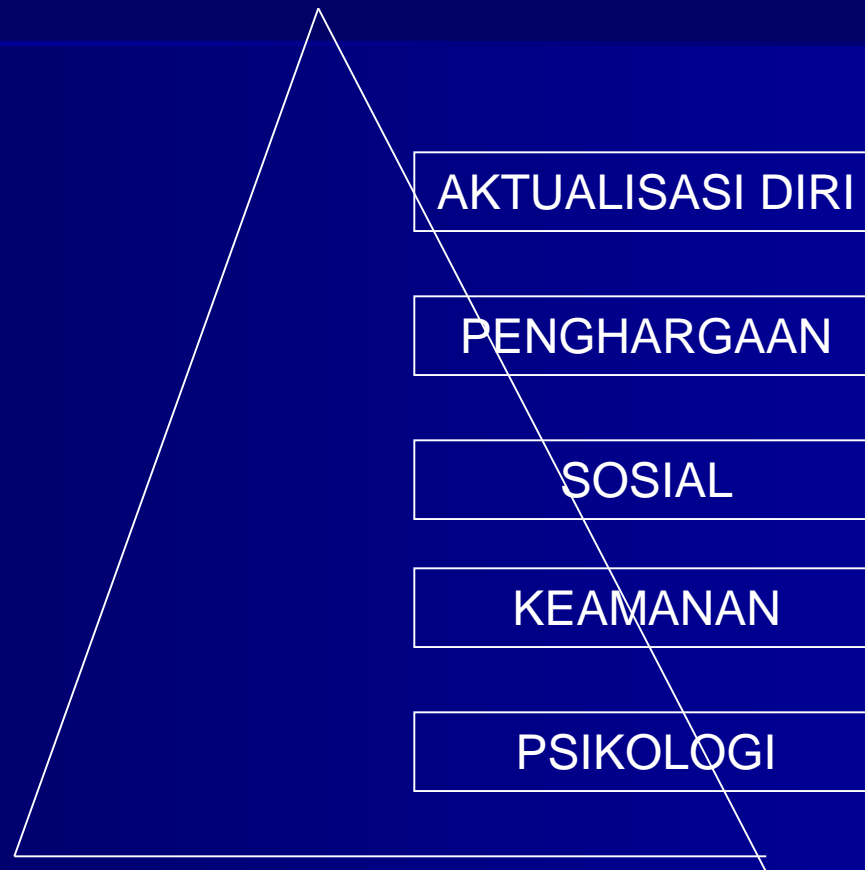 AKTUALISASI DIRI
PENGHARGAAN
SOSIAL
KEAMANAN
PSIKOLOGI